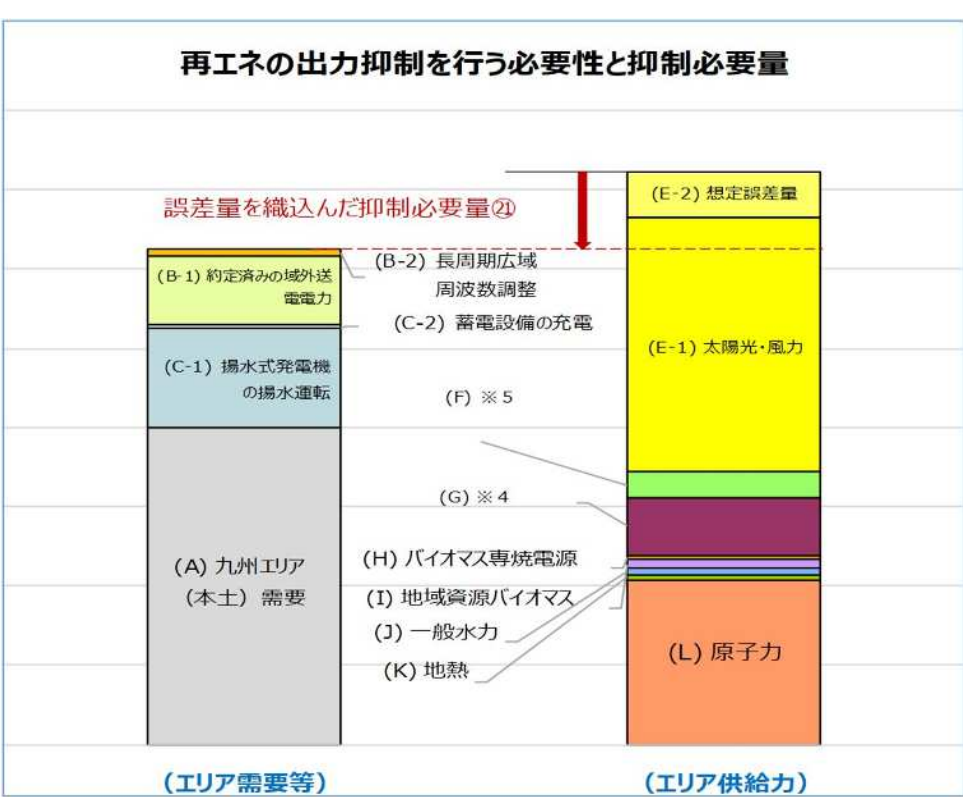 再エネの出力抑制を行う必要性と抑制必要量
誤差量を織込んだ抑制必要量㉑
(B-2) 長周期広域
周波数調整
(B-1) 約定済みの域外送
電電力
(C-2) 蓄電設備の充電
(C-1) 揚水式発電機
の揚水運転
(A) 九州エリア
（本土）需要
(E-2) 想定誤差量
(E-1) 太陽光・風力
(F) ※5
(G) ※4
(H) バイオマス専焼電源
(I) 地域資源バイオマス
(J) 一般水力
(K) 地熱
(L) 原子力
(エリア需要等)
(エリア供給力)